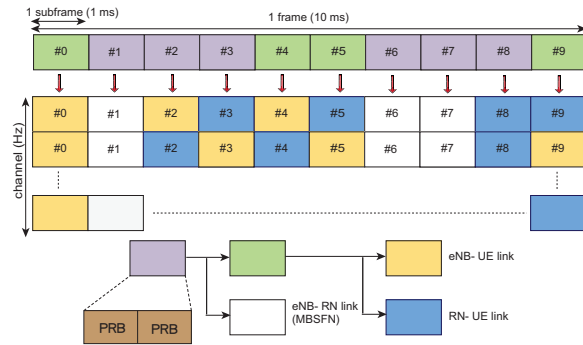 1 subframe (1 ms)
1 frame (10 ms)
#0 #1 #2 #3 #4 #5 #6 #7 #8 #9
channel (Hz)
#0 #1 #2 #3 #4 #5 #6 #7 #8 #9
#0 #1 #2 #3 #4 #5 #6 #7 #8 #9
eNB- UE link
eNB- RN link
(MBSFN)
RN- UE link
PRB PRB